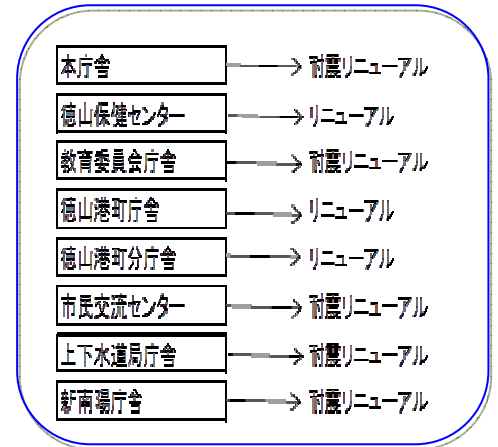 本庁舎 → 耐震リニューアル
徳山保健センター → リニューアル
教育委員会庁舎 → 耐震リニューアル
徳山港町庁舎 → リニューアル
徳山港町分庁舎 → リニューアル
市民交流センター → 耐震リニューアル
上下水道局庁舎 → 耐震リニューアル
新南陽庁舎 → 耐震リニューアル